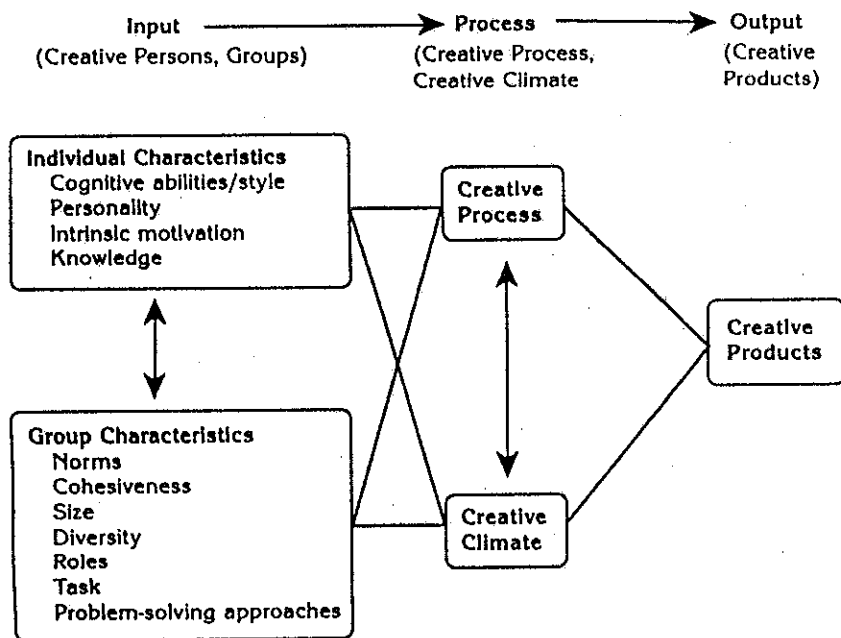 Input
Process
Output
(Creative Persons, Groups)
(Creative Process,
Creative Climate
(Creative
Products)
Individual Characteristics
Cognitive abilities/style
Personality
Intrinsic motivation
Knowledge
Creative
Process
Creative
Products
Group Characteristics
Norms
Cohesiveness
Size
Diversity
Roles
Task
Problem-solving approaches
Creative
Climate